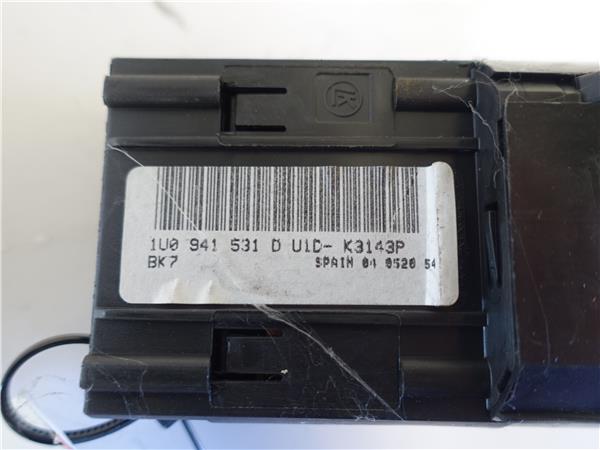 1U0 941 531 D U1D- K3143P
BK7 SPAIN 04 0520 54